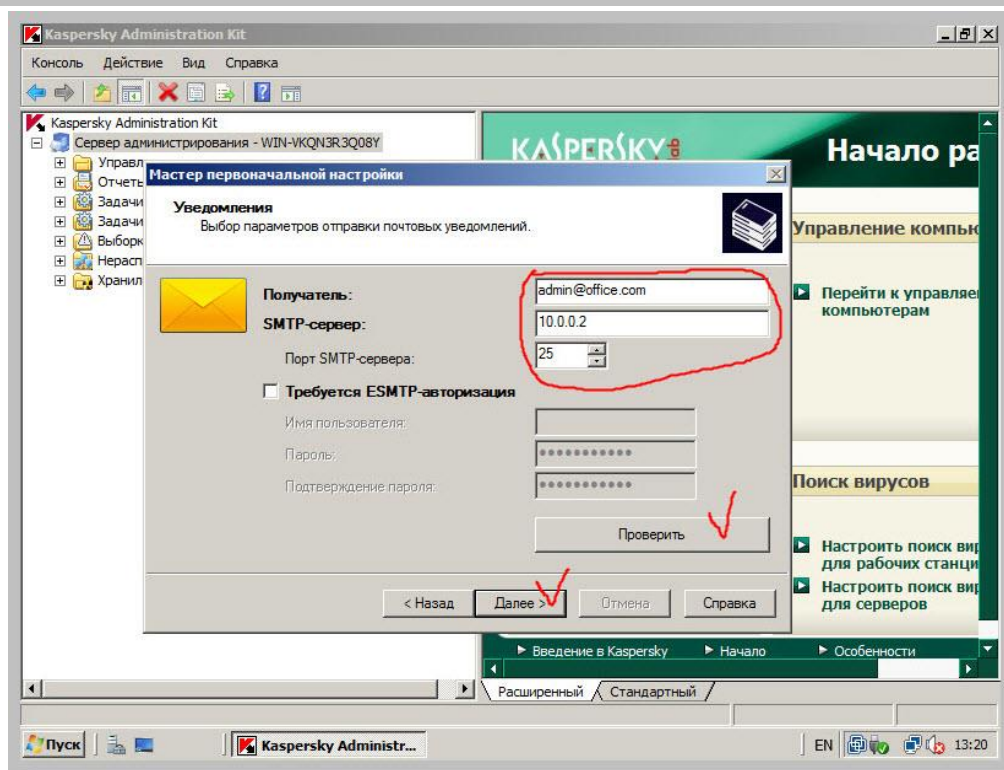 Kaspersky Administration Kit
Консоль Действие Вид Справка
Kaspersky Administration Kit
Сервер администрирования - WIN-VKQN3R3Q08Y
Управл
Отчеть
Задачи
Задачи
Выборк
Нерасп
Хранил
KASPERSKY lab
Начало ра
Управление компью
Перейти к управляе
компьютерам
Поиск вирусов
Настроить поиск вир
для рабочих станци
Настроить поиск вир
для серверов
Введение в Kaspersky Начало Особенности
Расширенный Стандартный
Мастер первоначальной настройки
Уведомления
Выбор параметров отправки почтовых уведомлений.
Получатель: admin@office.com
SMTP-сервер: 10.0.0.2
Порт SMTP-сервера: 25
Требуется ESMTP-авторизация
Имя пользователя:
Пароль:
Подтверждение пароля:
Проверить
< Назад Далее > Отмена Справка
Пуск Kaspersky Administr... EN 13:20